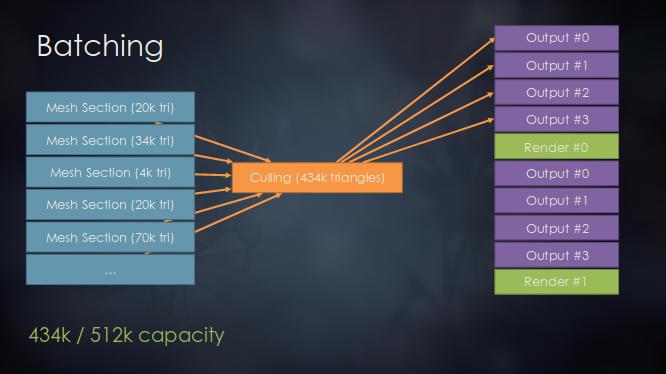 Batching
Mesh Section (20k tri)
Mesh Section (34k tri)
Mesh Section (4k tri)
Mesh Section (20k tri)
Mesh Section (70k tri)
...
Culling (434k triangles)
Output #0
Output #1
Output #2
Output #3
Render #0
Output #0
Output #1
Output #2
Output #3
Render #1
434k / 512k capacity